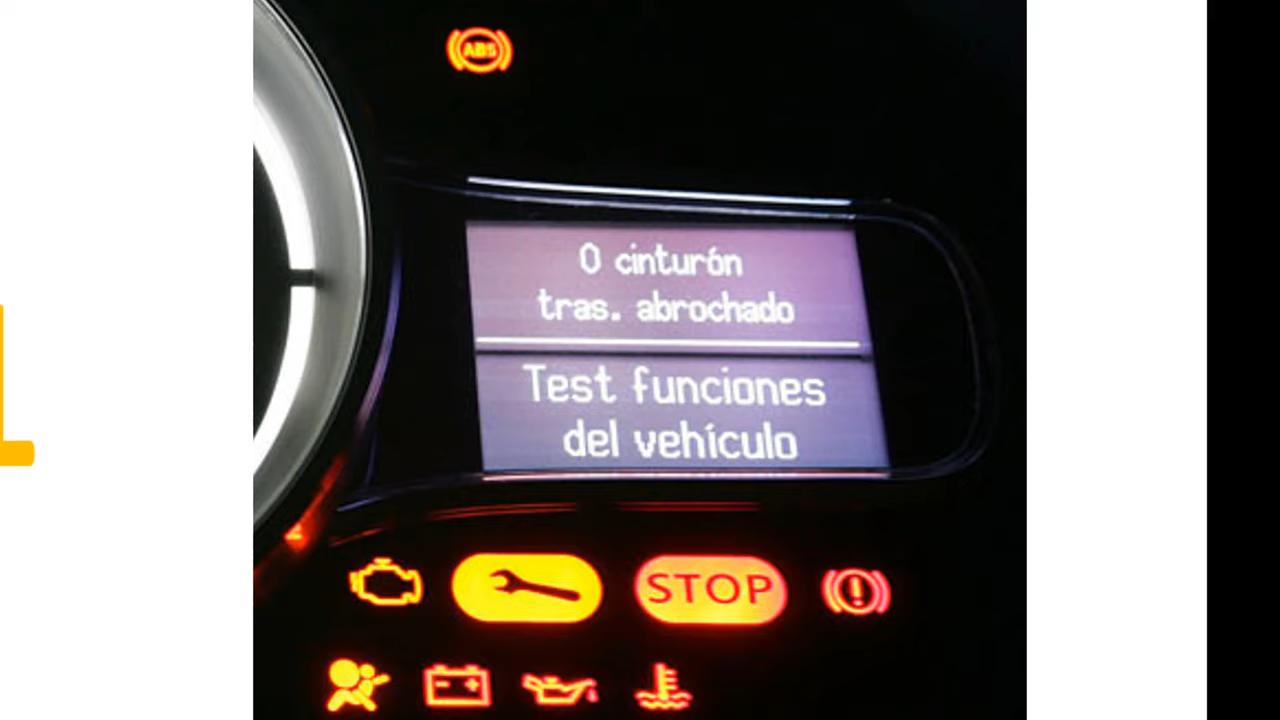 ABS
0 cinturón
tras. abrochado
Test funciones
del vehículo
STOP